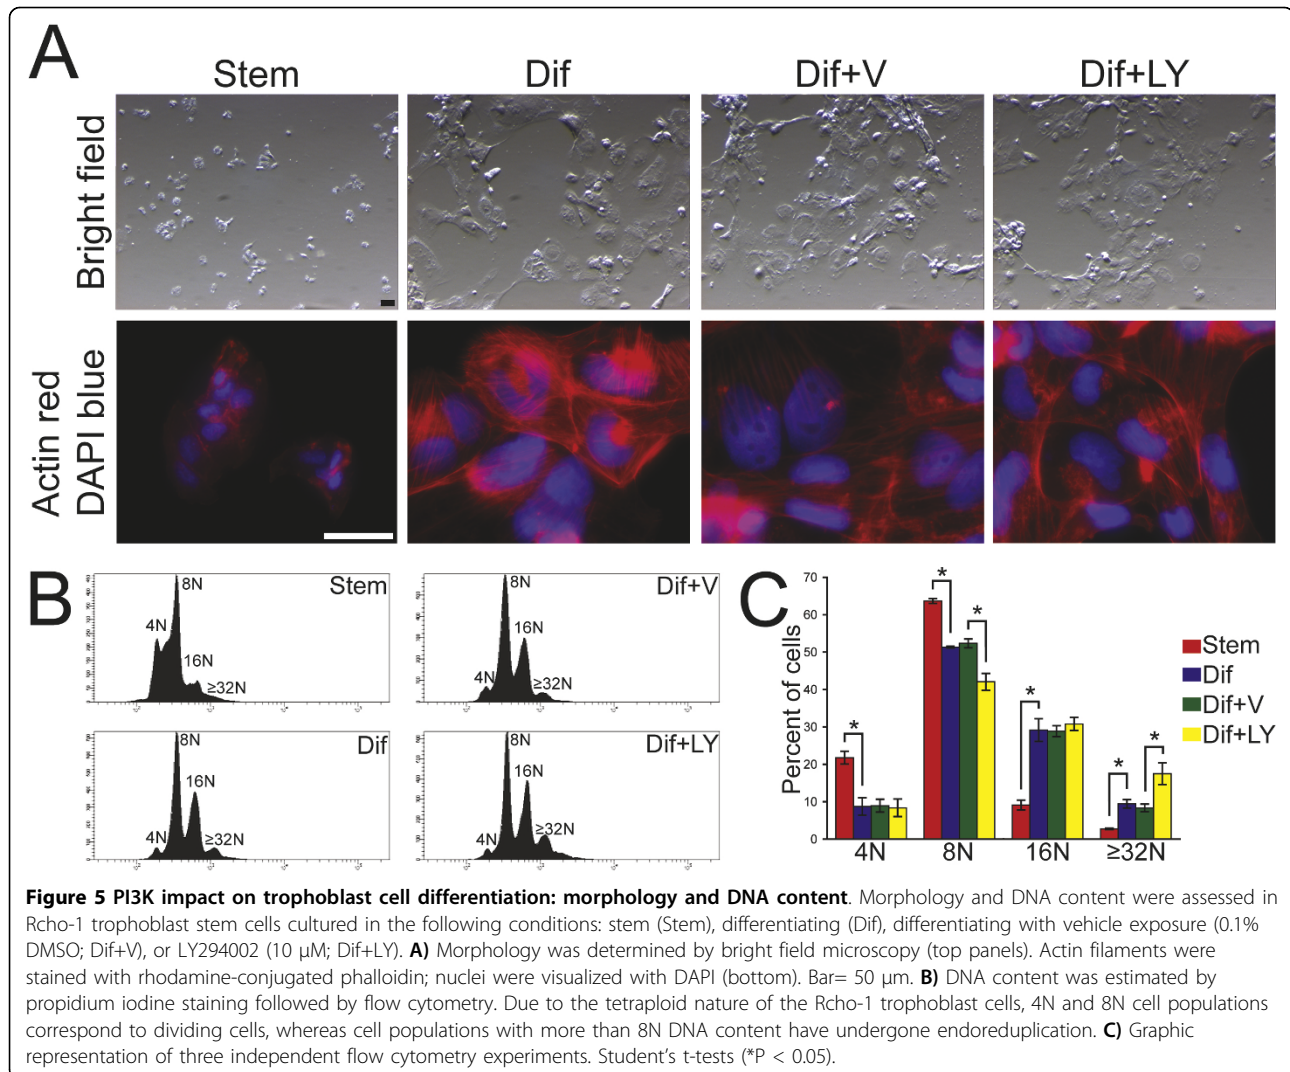 A
Stem
Dif
Dif+V
Dif+LY
Bright field
Actin red
DAPI blue
B
Stem
4N
8N
16N
≥32N
Dif+V
4N
8N
16N
≥32N
Dif
4N
8N
16N
≥32N
Dif+LY
4N
8N
16N
≥32N
C
Percent of cells
70
60
50
40
30
20
10
0
* * * * * *
4N 8N 16N ≥32N
Stem
Dif
Dif+V
Dif+LY
Figure 5 PI3K impact on trophoblast cell differentiation: morphology and DNA content. Morphology and DNA content were assessed in
Rcho-1 trophoblast stem cells cultured in the following conditions: stem (Stem), differentiating (Dif), differentiating with vehicle exposure (0.1%
DMSO; Dif+V), or LY294002 (10 μM; Dif+LY). A) Morphology was determined by bright field microscopy (top panels). Actin filaments were
stained with rhodamine-conjugated phalloidin; nuclei were visualized with DAPI (bottom). Bar= 50 μm. B) DNA content was estimated by
propidium iodine staining followed by flow cytometry. Due to the tetraploid nature of the Rcho-1 trophoblast cells, 4N and 8N cell populations
correspond to dividing cells, whereas cell populations with more than 8N DNA content have undergone endoreduplication. C) Graphic
representation of three independent flow cytometry experiments. Student's t-tests (*P < 0.05).